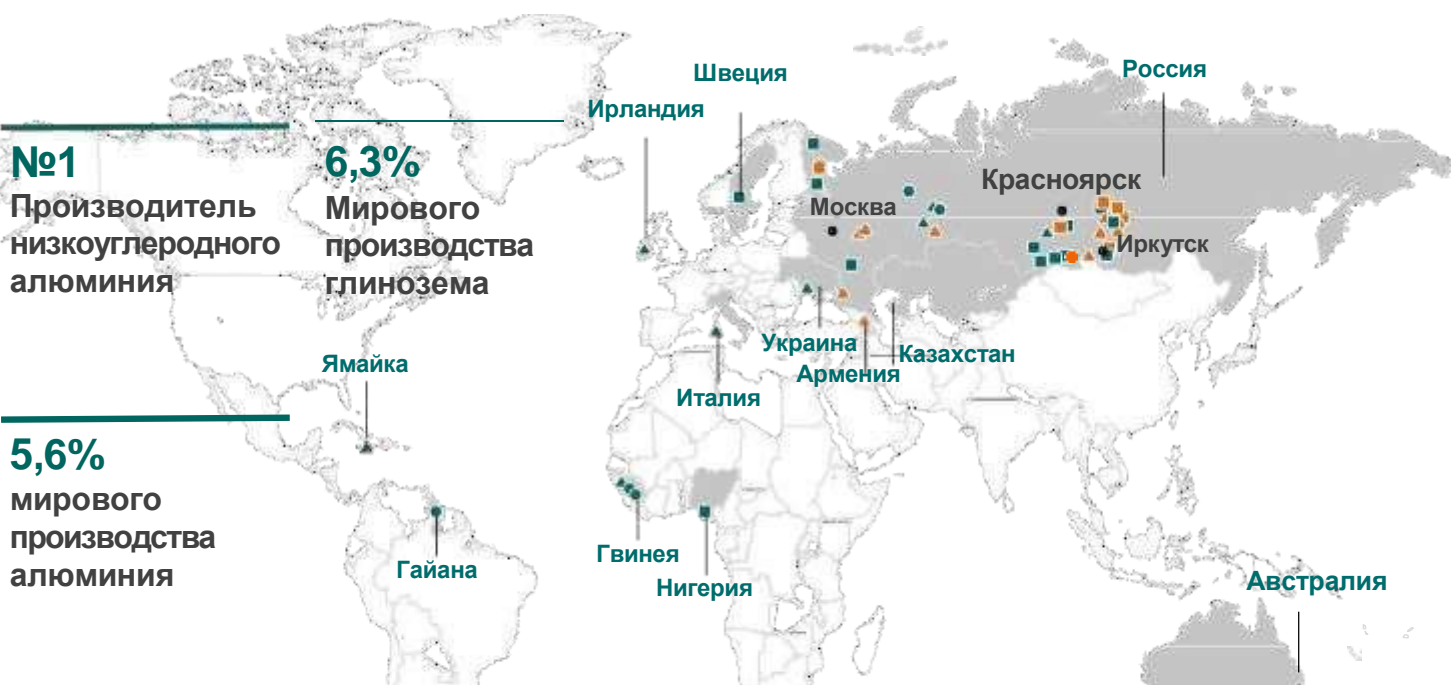 №1
Производитель
низкоуглеродного
алюминия
6,3%
Мирового
производства
глинозема
5,6%
мирового
производства
алюминия
Швеция
Ирландия
Россия
Красноярск
Москва
Иркутск
Украина
Казахстан
Армения
Италия
Ямайка
Гайана
Гвинея
Нигерия
Австралия